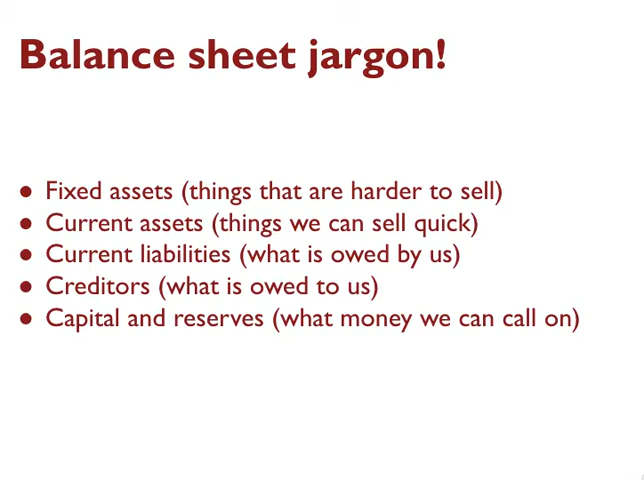 Balance sheet jargon!
● Fixed assets (things that are harder to sell)
● Current assets (things we can sell quick)
● Current liabilities (what is owed by us)
● Creditors (what is owed to us)
● Capital and reserves (what money we can call on)